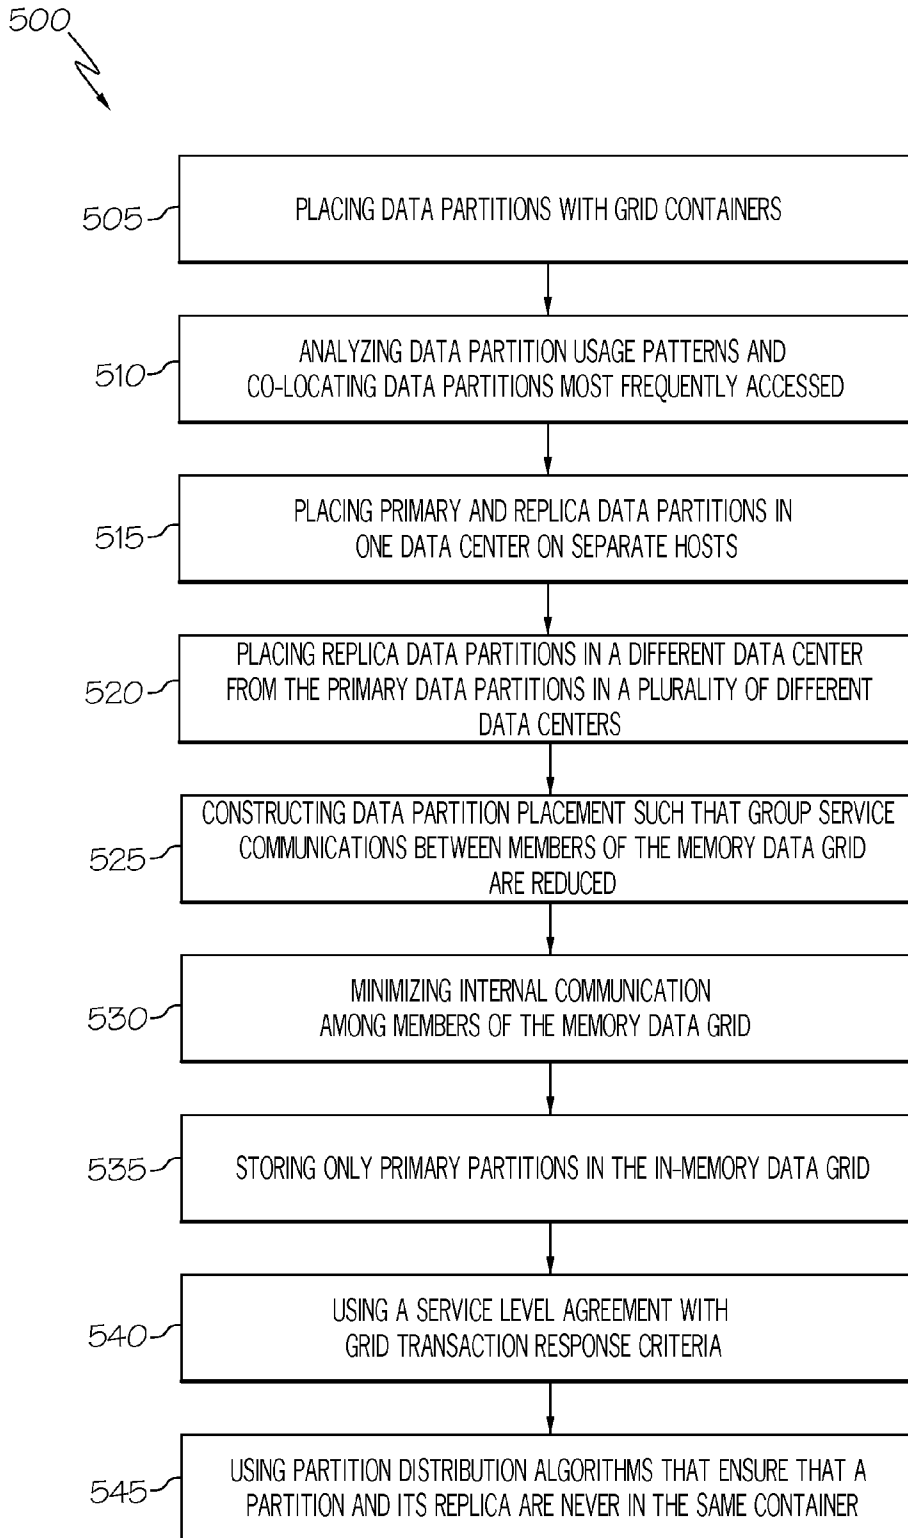 500
505
PLACING DATA PARTITIONS WITH GRID CONTAINERS
510
ANALYZING DATA PARTITION USAGE PATTERNS AND
CO-LOCATING DATA PARTITIONS MOST FREQUENTLY ACCESSED
515
PLACING PRIMARY AND REPLICA DATA PARTITIONS IN
ONE DATA CENTER ON SEPARATE HOSTS
520
PLACING REPLICA DATA PARTITIONS IN A DIFFERENT DATA CENTER
FROM THE PRIMARY DATA PARTITIONS IN A PLURALITY OF DIFFERENT
DATA CENTERS
525
CONSTRUCTING DATA PARTITION PLACEMENT SUCH THAT GROUP SERVICE
COMMUNICATIONS BETWEEN MEMBERS OF THE MEMORY DATA GRID
ARE REDUCED
530
MINIMIZING INTERNAL COMMUNICATION
AMONG MEMBERS OF THE MEMORY DATA GRID
535
STORING ONLY PRIMARY PARTITIONS IN THE IN-MEMORY DATA GRID
540
USING A SERVICE LEVEL AGREEMENT WITH
GRID TRANSACTION RESPONSE CRITERIA
545
USING PARTITION DISTRIBUTION ALGORITHMS THAT ENSURE THAT A
PARTITION AND ITS REPLICA ARE NEVER IN THE SAME CONTAINER